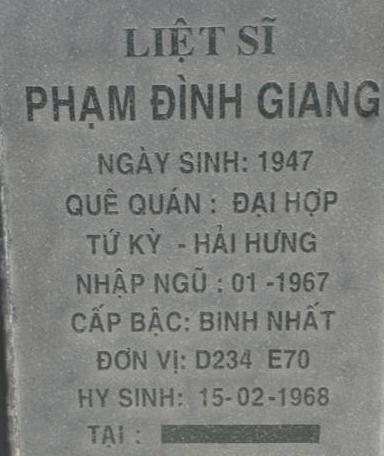 LIỆT SĨ
PHẠM ĐÌNH GIANG
NGÀY SINH: 1947
QUÊ QUÁN : ĐẠI HỢP
TỨ KỲ - HẢI HƯNG
NHẬP NGŨ : 01 -1967
CẤP BẬC: BINH NHẤT
ĐƠN VỊ: D234 E70
HY SINH: 15-02-1968
TẠI :